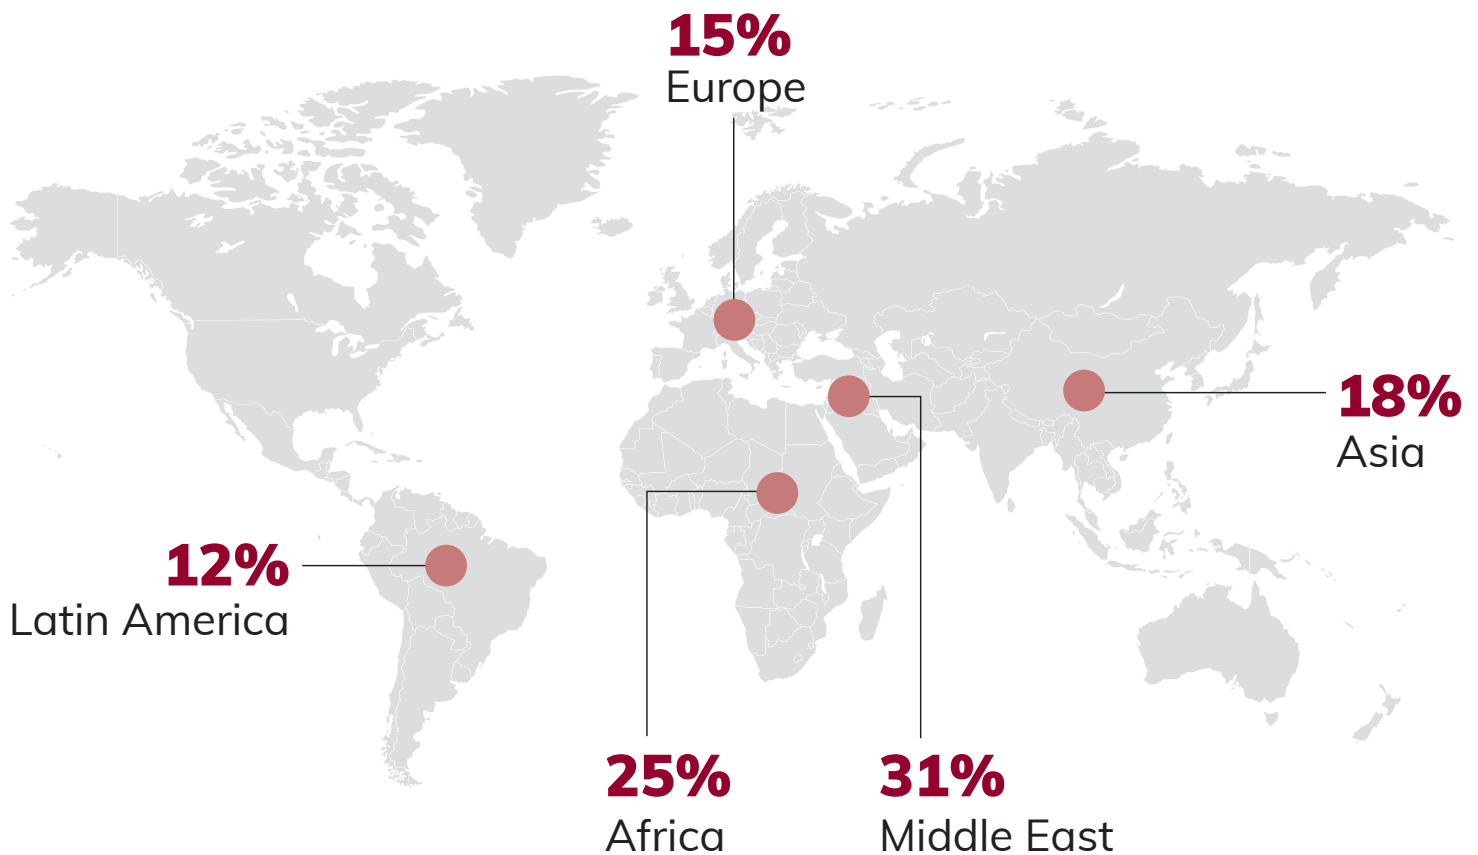 15%
Europe
18%
Asia
12%
Latin America
25%
Africa
31%
Middle East